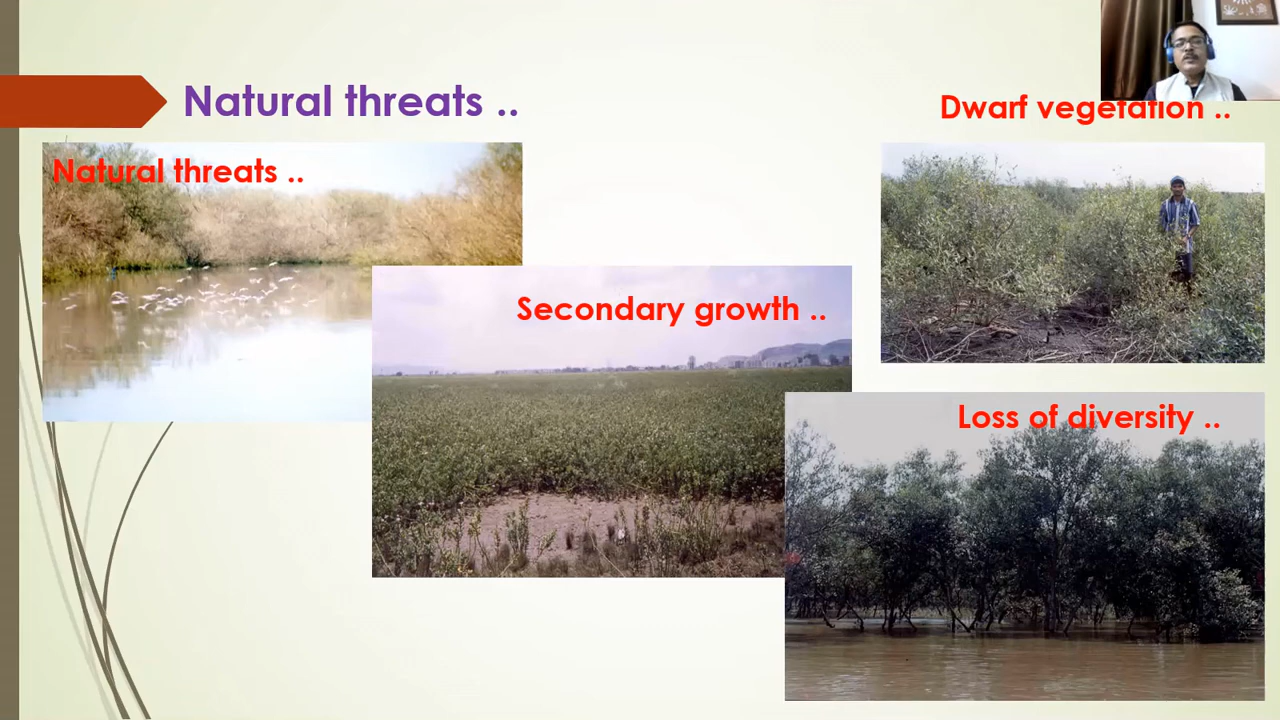 Natural threats ..
Dwarf vegetation ..
Natural threats ..
Secondary growth ..
Loss of diversity ..